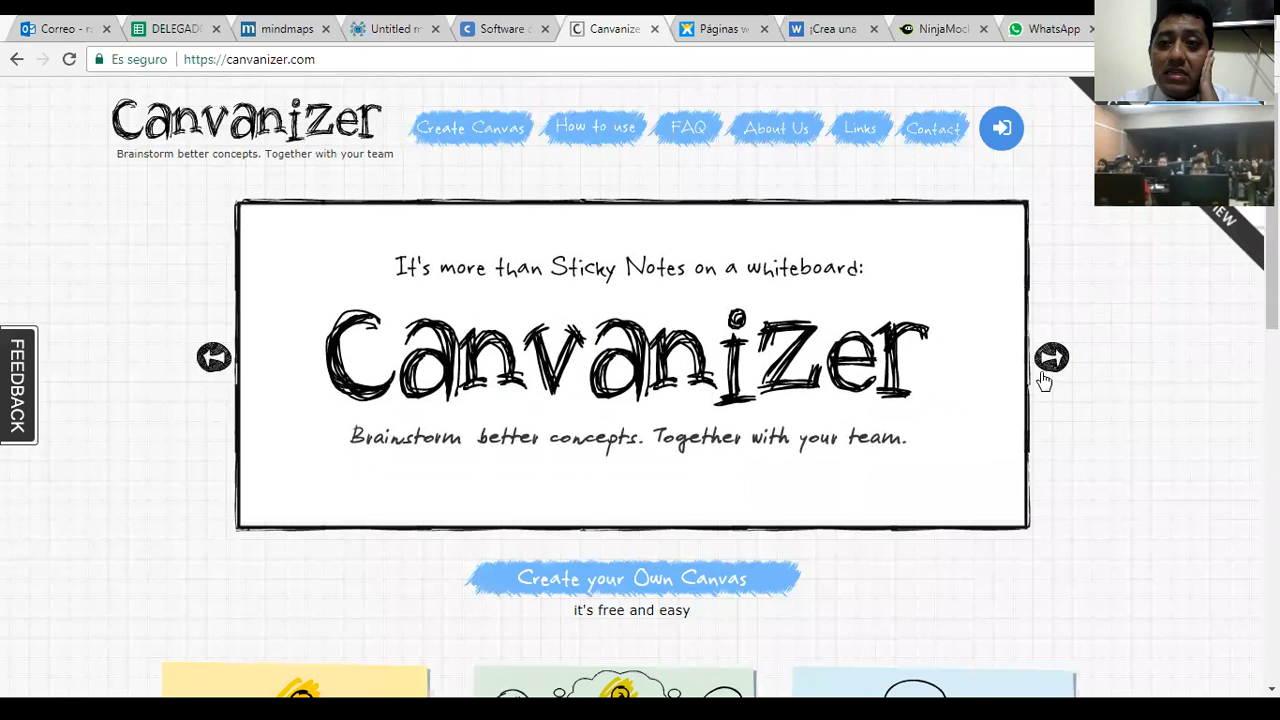 Correo - r
DELEGAD
mindmaps
Untitled m
Software d
Canvanize
Páginas w
¡Crea una
NinjaMoc
WhatsApp
Es seguro
https://canvanizer.com
Canvanizer
Brainstorm better concepts. Together with your team
Create Canvas
How to use
FAQ
About Us
Links
Contact
It's more than Sticky Notes on a whiteboard:
Canvanizer
Brainstorm better concepts. Together with your team.
FEEDBACK
Create your Own Canvas
it's free and easy